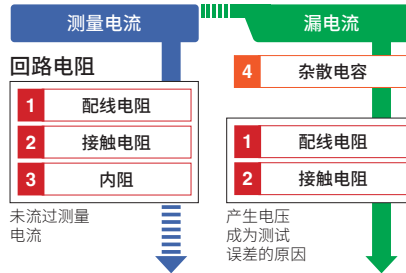 测量电流
漏电流
回路电阻
1 配线电阻
2 接触电阻
3 内阻
未流过测量
电流
4 杂散电容
1 配线电阻
2 接触电阻
产生电压
成为测试
误差的原因